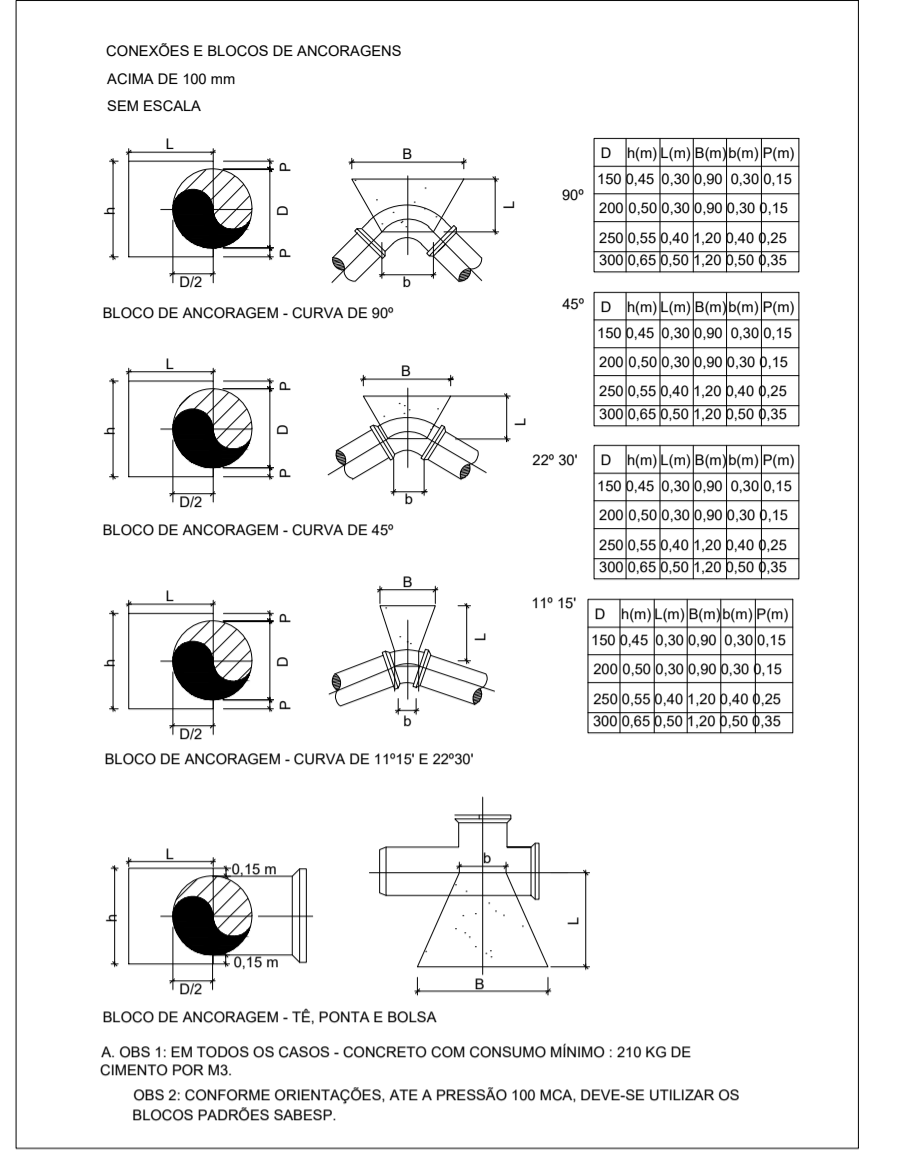 CONEXÕES E BLOCOS DE ANCORAGENS
ACIMA DE 100 mm
SEM ESCALA
L
h
P
D
P
D/2
B
L
b
BLOCO DE ANCORAGEM - CURVA DE 90º
90º
D h(m) L(m) B(m) b(m) P(m)
150 0,45 0,30 0,90 0,30 0,15
200 0,50 0,30 0,90 0,30 0,15
250 0,55 0,40 1,20 0,40 0,25
300 0,65 0,50 1,20 0,50 0,35
L
h
P
D
P
D/2
B
L
b
BLOCO DE ANCORAGEM - CURVA DE 45º
45º
D h(m) L(m) B(m) b(m) P(m)
150 0,45 0,30 0,90 0,30 0,15
200 0,50 0,30 0,90 0,30 0,15
250 0,55 0,40 1,20 0,40 0,25
300 0,65 0,50 1,20 0,50 0,35
22º 30'
D h(m) L(m) B(m) b(m) P(m)
150 0,45 0,30 0,90 0,30 0,15
200 0,50 0,30 0,90 0,30 0,15
250 0,55 0,40 1,20 0,40 0,25
300 0,65 0,50 1,20 0,50 0,35
L
h
P
D
P
D/2
B
L
b
BLOCO DE ANCORAGEM - CURVA DE 11º15' E 22º30'
11º 15'
D h(m) L(m) B(m) b(m) P(m)
150 0,45 0,30 0,90 0,30 0,15
200 0,50 0,30 0,90 0,30 0,15
250 0,55 0,40 1,20 0,40 0,25
300 0,65 0,50 1,20 0,50 0,35
L
0,15 m
h
0,15 m
D/2
b
L
B
BLOCO DE ANCORAGEM - TÊ, PONTA E BOLSA
A. OBS 1: EM TODOS OS CASOS - CONCRETO COM CONSUMO MÍNIMO : 210 KG DE
CIMENTO POR M3.
OBS 2: CONFORME ORIENTAÇÕES, ATE A PRESSÃO 100 MCA, DEVE-SE UTILIZAR OS
BLOCOS PADRÕES SABESP.